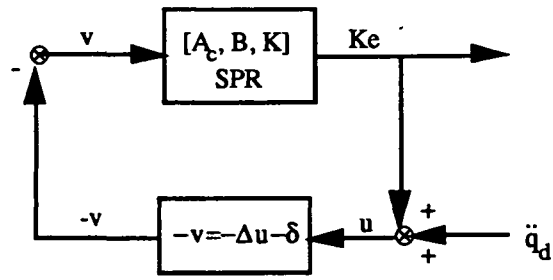 v
[A_c, B, K]
SPR
Ke
-
-v
-v=-Δu-δ
u
+
+
q̈_d